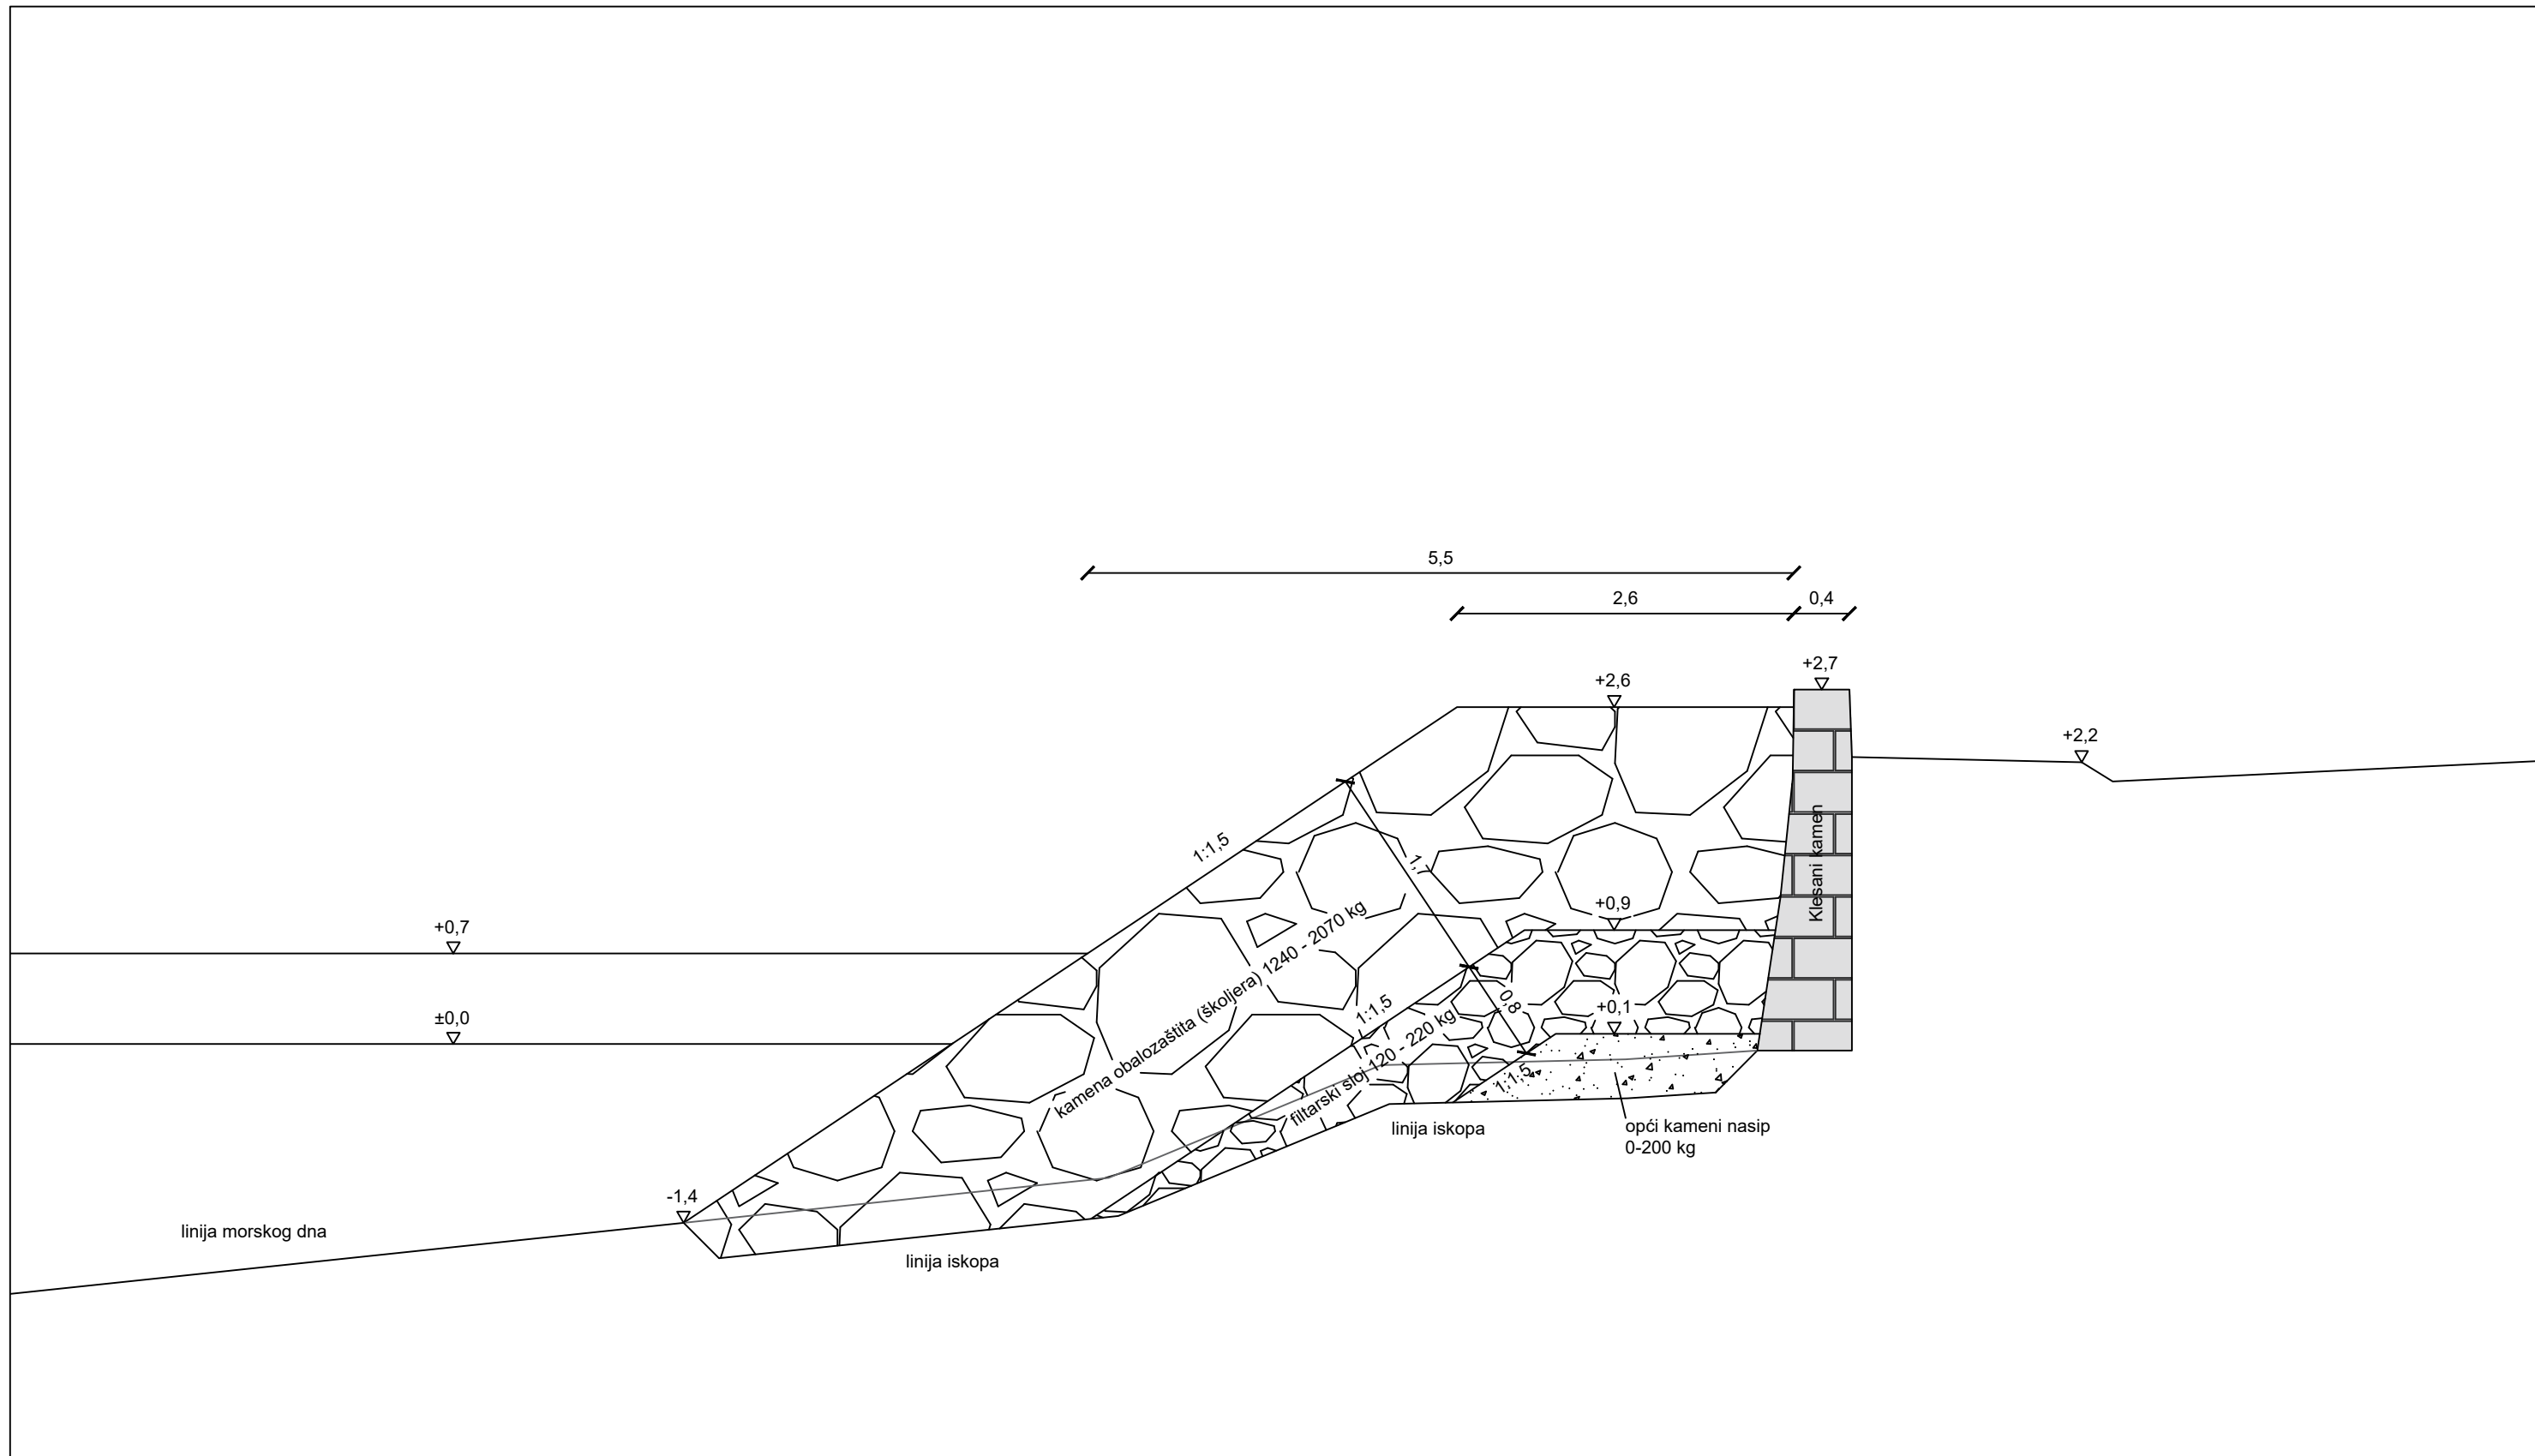 5,5
2,6
0,4
+2,7
+2,6
+2,2
1:1,5
1,7
Klesani kamen
+0,9
+0,7
kamena obalozaštita (školjera) 1240 - 2070 kg
0,8
1:1,5
+0,1
±0,0
filtarski sloj 120 - 220 kg
1:1,5
linija iskopa
opći kameni nasip
0-200 kg
-1,4
linija morskog dna
linija iskopa